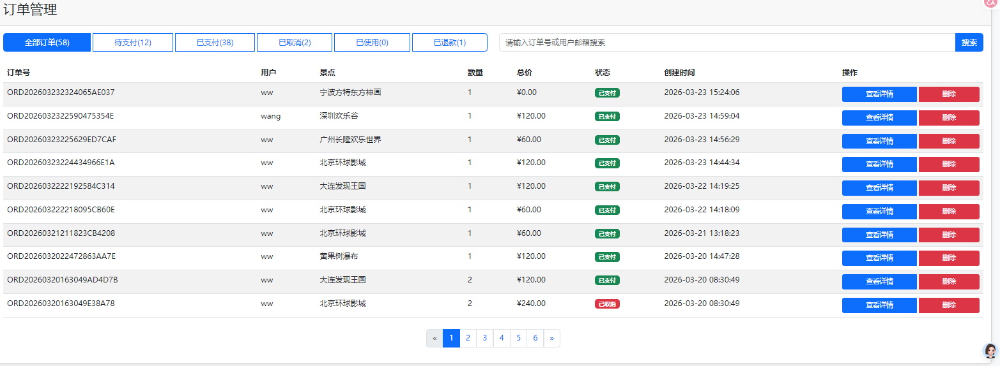 订单管理
全部订单(58) 待支付(12) 已支付(38) 已取消(2) 已使用(0) 已退款(1) 请输入订单号或用户邮箱搜索 搜索
订单号 用户 景点 数量 总价 状态 创建时间 操作
ORD202603232324065AE037 ww 宁波方特东方神画 1 ¥0.00 已支付 2026-03-23 15:24:06 查看详情 删除
ORD2026032322590475354E wang 深圳欢乐谷 1 ¥120.00 已支付 2026-03-23 14:59:04 查看详情 删除
ORD20260323225629ED7CAF ww 广州长隆欢乐世界 1 ¥60.00 已支付 2026-03-23 14:56:29 查看详情 删除
ORD20260323224434966E1A ww 北京环球影城 1 ¥120.00 已支付 2026-03-23 14:44:34 查看详情 删除
ORD2026032222192584C314 ww 大连发现王国 1 ¥120.00 已支付 2026-03-22 14:19:25 查看详情 删除
ORD202603222218095CB60E ww 北京环球影城 1 ¥60.00 已支付 2026-03-22 14:18:09 查看详情 删除
ORD20260321211823CB4208 ww 北京环球影城 1 ¥60.00 已支付 2026-03-21 13:18:23 查看详情 删除
ORD2026032022472863AA7E ww 黄果树瀑布 1 ¥120.00 已支付 2026-03-20 14:47:28 查看详情 删除
ORD20260320163049AD4D7B ww 大连发现王国 2 ¥120.00 已支付 2026-03-20 08:30:49 查看详情 删除
ORD20260320163049E38A78 ww 北京环球影城 2 ¥240.00 已取消 2026-03-20 08:30:49 查看详情 删除
« 1 2 3 4 5 6 »